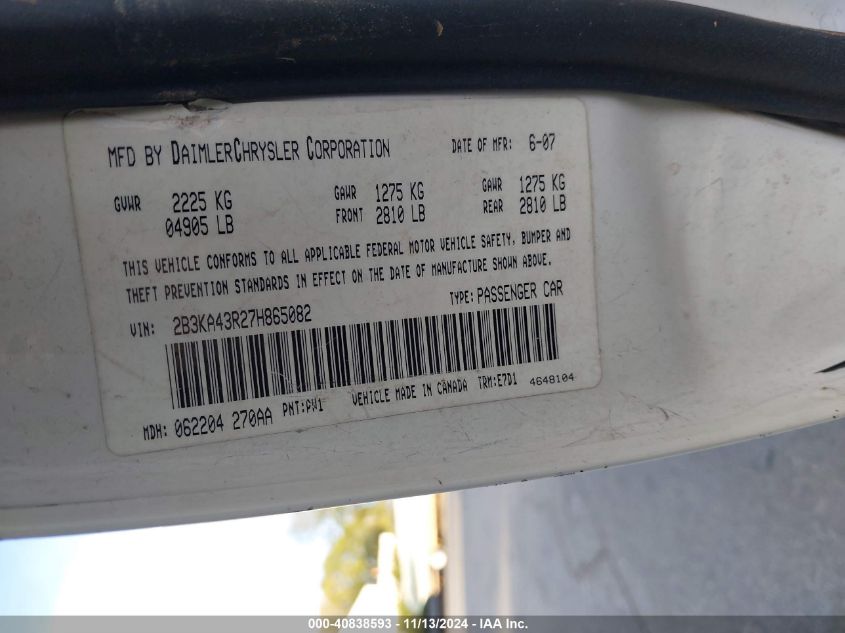 MFD BY DAIMLERCHRYSLER CORPORATION DATE OF MFR: 6-07
GVWR 2225 KG GAWR 1275 KG GAWR 1275 KG
04905 LB FRONT 2810 LB REAR 2810 LB
THIS VEHICLE CONFORMS TO ALL APPLICABLE FEDERAL MOTOR VEHICLE SAFETY, BUMPER AND
THEFT PREVENTION STANDARDS IN EFFECT ON THE DATE OF MANUFACTURE SHOWN ABOVE.
VIN: 2B3KA43R27H865082 TYPE: PASSENGER CAR
MDH: 062204 270AA PNT: PW1 VEHICLE MADE IN CANADA TRM: E7D1 4648104
000-40838593 - 11/13/2024 - IAA Inc.